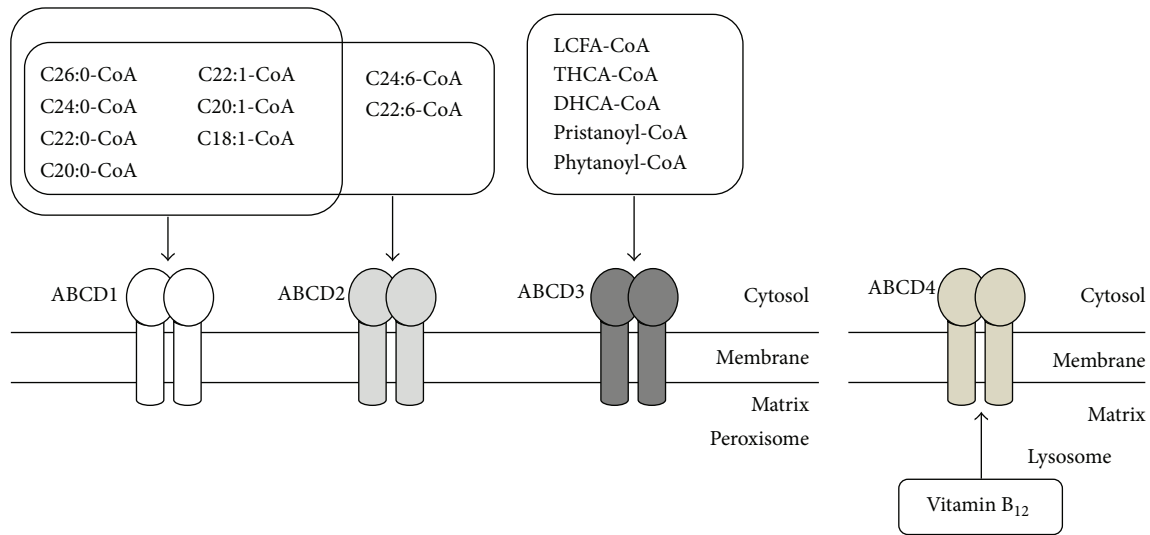 C26:0-CoA
C24:0-CoA
C22:0-CoA
C20:0-CoA
C22:1-CoA
C20:1-CoA
C18:1-CoA
C24:6-CoA
C22:6-CoA
LCFA-CoA
THCA-CoA
DHCA-CoA
Pristanoyl-CoA
Phytanoyl-CoA
ABCD1
ABCD2
ABCD3
Cytosol
Membrane
Matrix
Peroxisome
ABCD4
Cytosol
Membrane
Matrix
Lysosome
Vitamin B₁₂